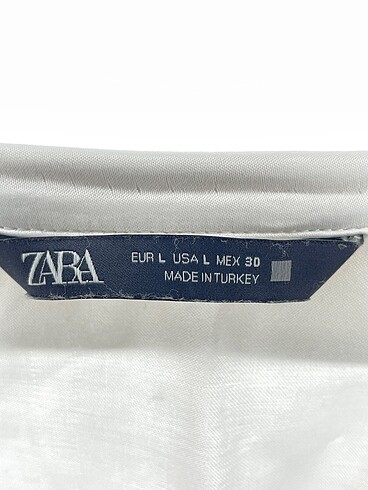 ZARA
EUR L USA L MEX 30
MADE IN TURKEY